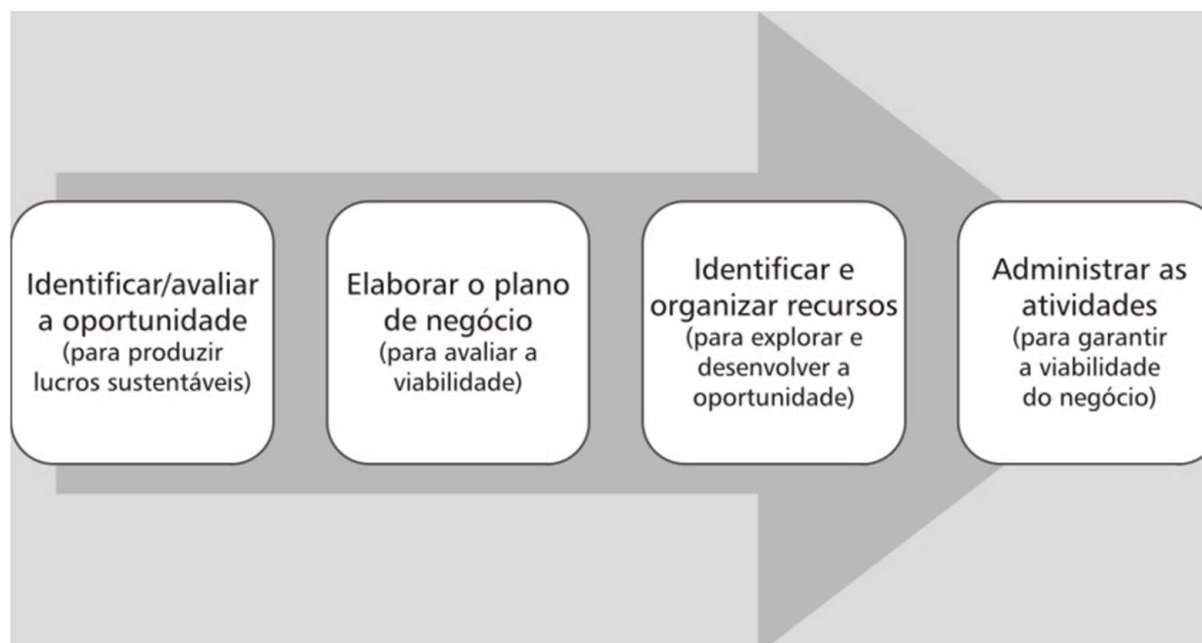 Identificar/avaliar
a oportunidade
(para produzir
lucros sustentáveis)
Elaborar o plano
de negócio
(para avaliar a
viabilidade)
Identificar e
organizar recursos
(para explorar e
desenvolver a
oportunidade)
Administrar as
atividades
(para garantir
a viabilidade
do negócio)